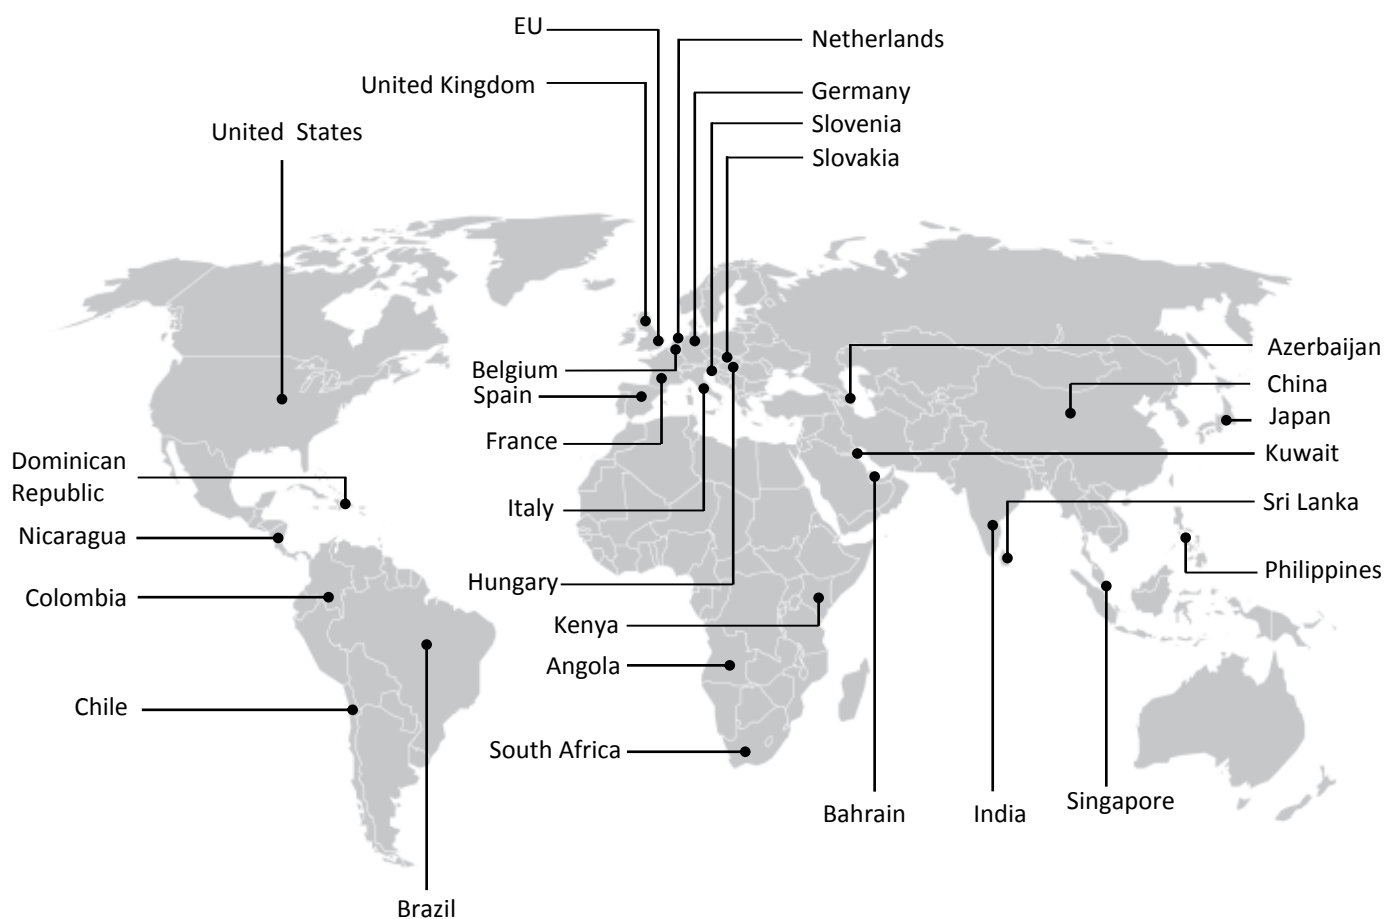 EU
Netherlands
United Kingdom
Germany
Slovenia
United  States
Slovakia
Azerbaijan
Belgium
China
Spain
Japan
France
Kuwait
Dominican
Republic
Sri Lanka
Italy
Nicaragua
Philippines
Hungary
Colombia
Kenya
Angola
Chile
South Africa
Singapore
Bahrain
India
Brazil